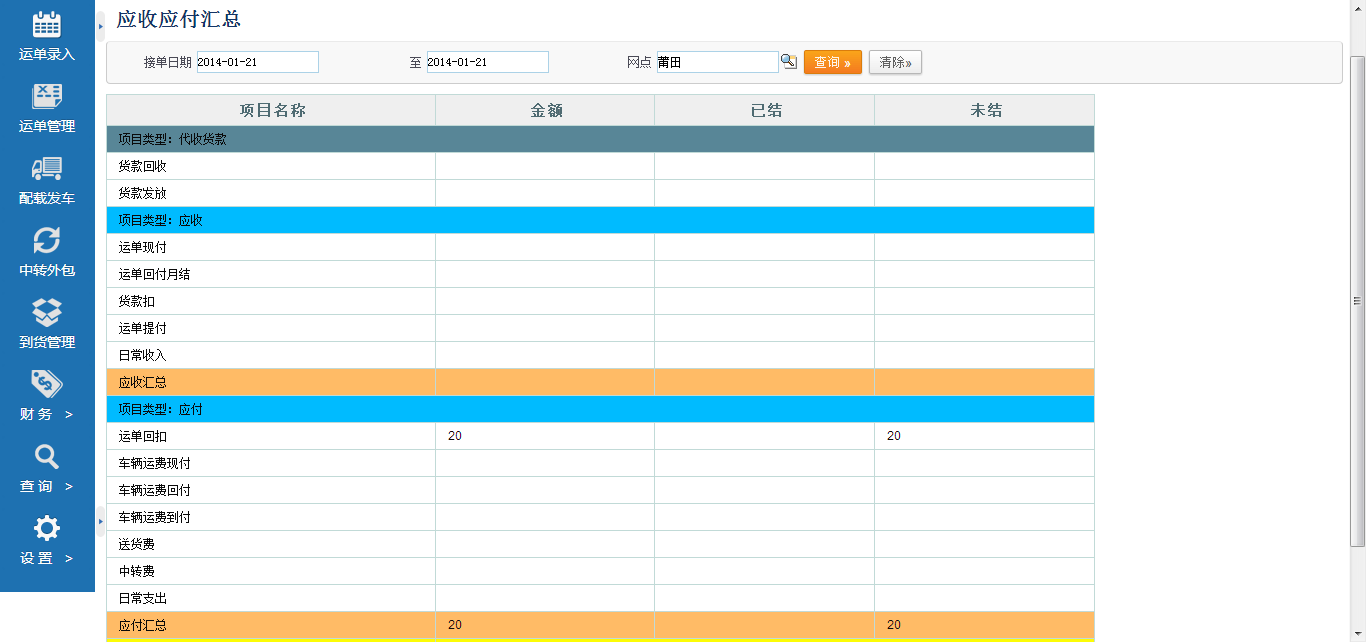 应收应付汇总
运单录入
运单管理
配载发车
中转外包
到货管理
财 务 >
查 询 >
设 置 >
接单日期 2014-01-21 至 2014-01-21 网点 莆田 查询 » 清除»
项目名称 金额 已结 未结
项目类型：代收货款
货款回收
货款发放
项目类型：应收
运单现付
运单回付月结
货款扣
运单提付
日常收入
应收汇总
项目类型：应付
运单回扣 20 20
车辆运费现付
车辆运费回付
车辆运费到付
送货费
中转费
日常支出
应付汇总 20 20